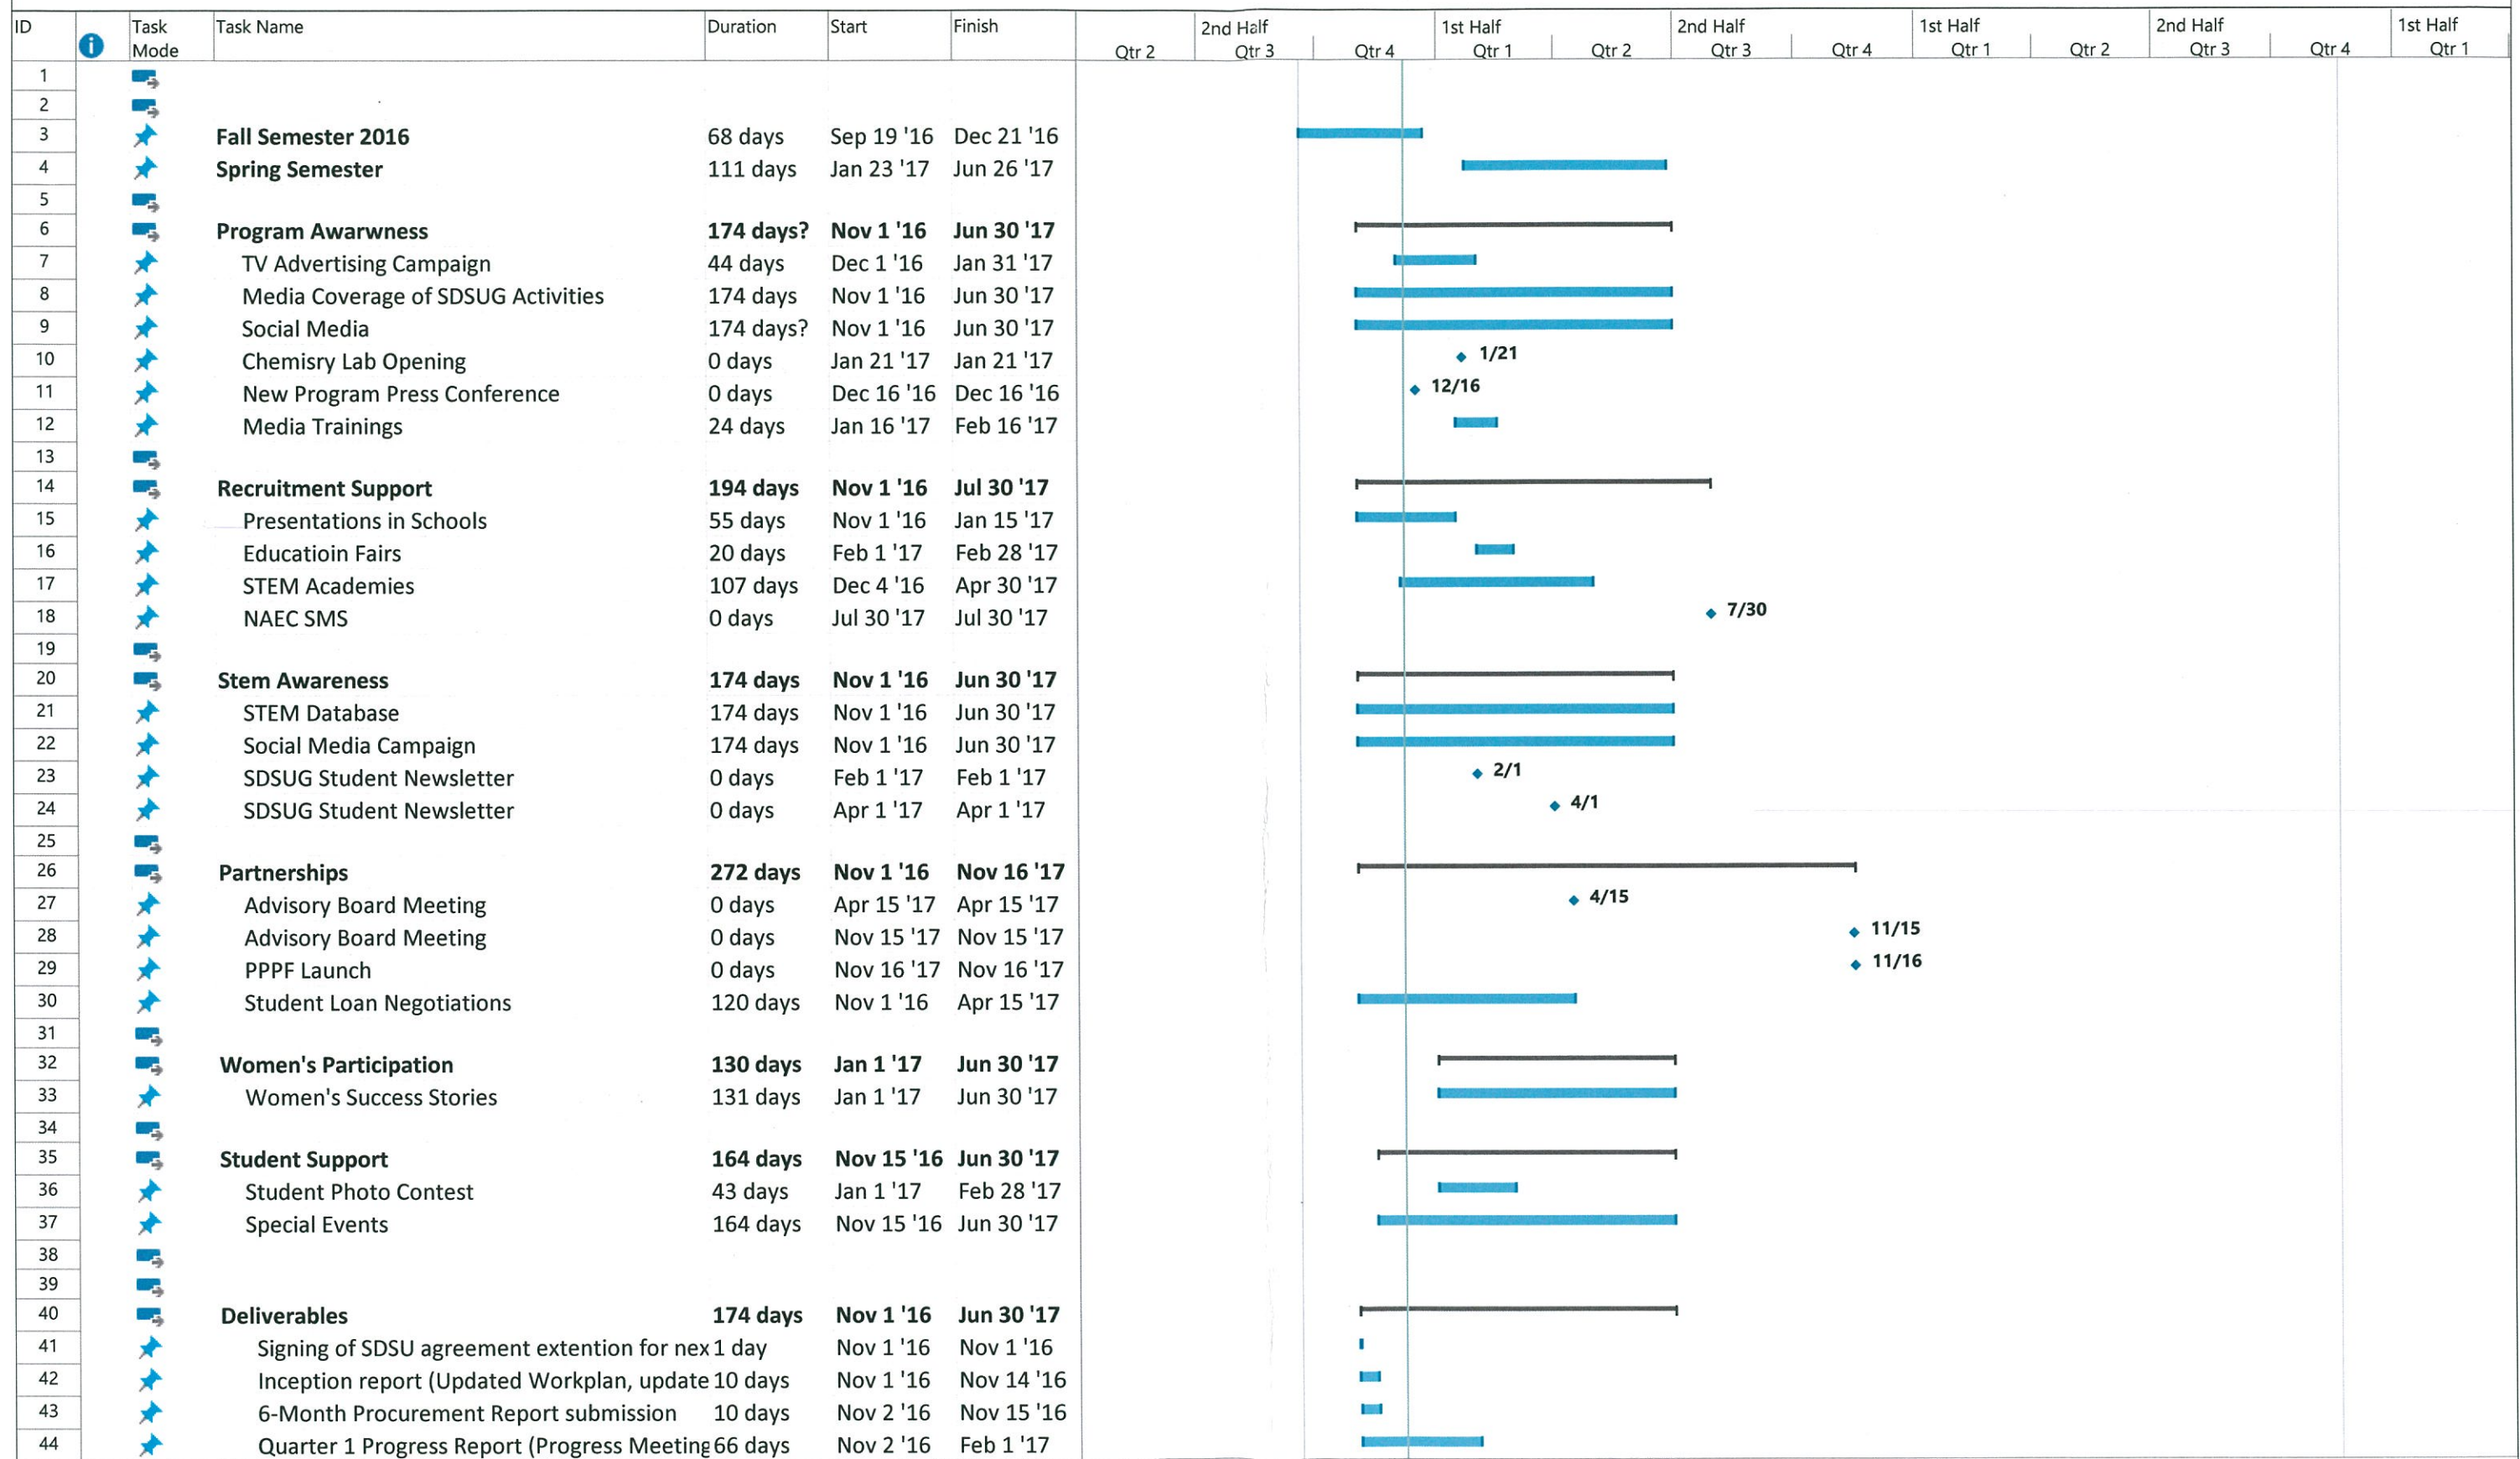 ID Task Mode Task Name Duration Start Finish
2nd Half 1st Half 2nd Half 1st Half 2nd Half 1st Half
Qtr 2 Qtr 3 Qtr 4 Qtr 1 Qtr 2 Qtr 3 Qtr 4 Qtr 1 Qtr 2 Qtr 3 Qtr 4 Qtr 1
1
2
3 Fall Semester 2016 68 days Sep 19 '16 Dec 21 '16
4 Spring Semester 111 days Jan 23 '17 Jun 26 '17
5
6 Program Awarwness 174 days? Nov 1 '16 Jun 30 '17
7 TV Advertising Campaign 44 days Dec 1 '16 Jan 31 '17
8 Media Coverage of SDSUG Activities 174 days Nov 1 '16 Jun 30 '17
9 Social Media 174 days? Nov 1 '16 Jun 30 '17
10 Chemisry Lab Opening 0 days Jan 21 '17 Jan 21 '17 1/21
11 New Program Press Conference 0 days Dec 16 '16 Dec 16 '16 12/16
12 Media Trainings 24 days Jan 16 '17 Feb 16 '17
13
14 Recruitment Support 194 days Nov 1 '16 Jul 30 '17
15 Presentations in Schools 55 days Nov 1 '16 Jan 15 '17
16 Educatioin Fairs 20 days Feb 1 '17 Feb 28 '17
17 STEM Academies 107 days Dec 4 '16 Apr 30 '17
18 NAEC SMS 0 days Jul 30 '17 Jul 30 '17 7/30
19
20 Stem Awareness 174 days Nov 1 '16 Jun 30 '17
21 STEM Database 174 days Nov 1 '16 Jun 30 '17
22 Social Media Campaign 174 days Nov 1 '16 Jun 30 '17
23 SDSUG Student Newsletter 0 days Feb 1 '17 Feb 1 '17 2/1
24 SDSUG Student Newsletter 0 days Apr 1 '17 Apr 1 '17 4/1
25
26 Partnerships 272 days Nov 1 '16 Nov 16 '17
27 Advisory Board Meeting 0 days Apr 15 '17 Apr 15 '17 4/15
28 Advisory Board Meeting 0 days Nov 15 '17 Nov 15 '17 11/15
29 PPPF Launch 0 days Nov 16 '17 Nov 16 '17 11/16
30 Student Loan Negotiations 120 days Nov 1 '16 Apr 15 '17
31
32 Women's Participation 130 days Jan 1 '17 Jun 30 '17
33 Women's Success Stories 131 days Jan 1 '17 Jun 30 '17
34
35 Student Support 164 days Nov 15 '16 Jun 30 '17
36 Student Photo Contest 43 days Jan 1 '17 Feb 28 '17
37 Special Events 164 days Nov 15 '16 Jun 30 '17
38
39
40 Deliverables 174 days Nov 1 '16 Jun 30 '17
41 Signing of SDSU agreement extention for nex 1 day Nov 1 '16 Nov 1 '16
42 Inception report (Updated Workplan, update 10 days Nov 1 '16 Nov 14 '16
43 6-Month Procurement Report submission 10 days Nov 2 '16 Nov 15 '16
44 Quarter 1 Progress Report (Progress Meeting 66 days Nov 2 '16 Feb 1 '17